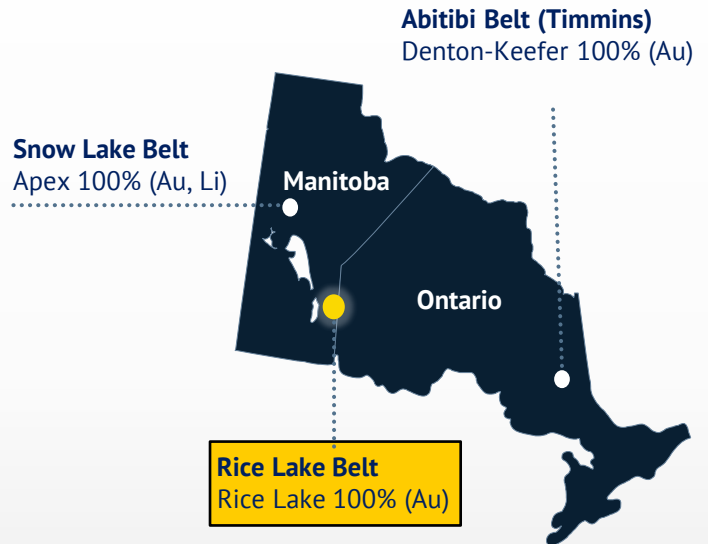 Abitibi Belt (Timmins)
Denton-Keefer 100% (Au)
Snow Lake Belt
Apex 100% (Au, Li)
Manitoba
Ontario
Rice Lake Belt
Rice Lake 100% (Au)